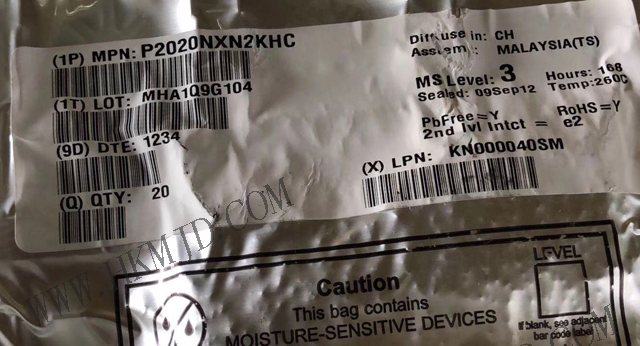 (1P) MPN: P2020NXN2KHC
(1T) LOT: MHA1Q9G104
(9D) DTE: 1234
(Q) QTY: 20
Diffuse in: CH
Assem: MALAYSIA(TS)
MS Level: 3
Hours: 168
Sealed: 09Sep12 Temp:260C
PbFree=Y RoHS=Y
2nd lvl Intct = e2
(X) LPN: KN000040SM
WWW.HKMJD.COM
Caution
This bag contains
MOISTURE-SENSITIVE DEVICES
LEVEL
If blank, see adjacent
bar code label